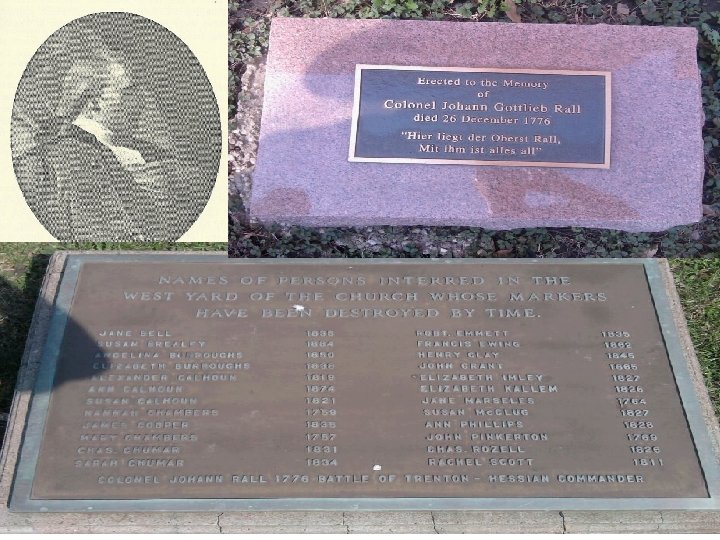 Erected to the Memory
of
Colonel Johann Gottlieb Rall
died 26 December 1776
"Hier liegt der Oberst Rall,
Mit ihm ist alles all"
NAMES OF PERSONS INTERRED IN THE
WEST YARD OF THE CHURCH WHOSE MARKERS
HAVE BEEN DESTROYED BY TIME.
JANE BELL 1835
SUSAN BREALEY 1884
ANGELINA BURROUGHS 1850
ELIZABETH BURROUGHS 1838
ALEXANDER CALHOUN 1819
ANN CALHOUN 1874
SUSAN CALHOUN 1821
HANNAH CHAMBERS 1759
JAMES COOPER 1835
MARY CHAMBERS 1757
CHAS. CHUMAR 1831
SARAH CHUMAR 1834
ROBT. EMMETT 1835
FRANCIS EWING 1862
HENRY CLAY 1845
JOHN GRANT 1865
ELIZABETH IMLEY 1827
ELIZABETH KALLEM 1826
JANE MARSELES 1764
SUSAN McCLUG 1827
ANN PHILLIPS 1828
JOHN PINKERTON 1769
CHAS. ROZELL 1826
RACHEL SCOTT 1811
COLONEL JOHANN RALL 1776-BATTLE OF TRENTON - HESSIAN COMMANDER